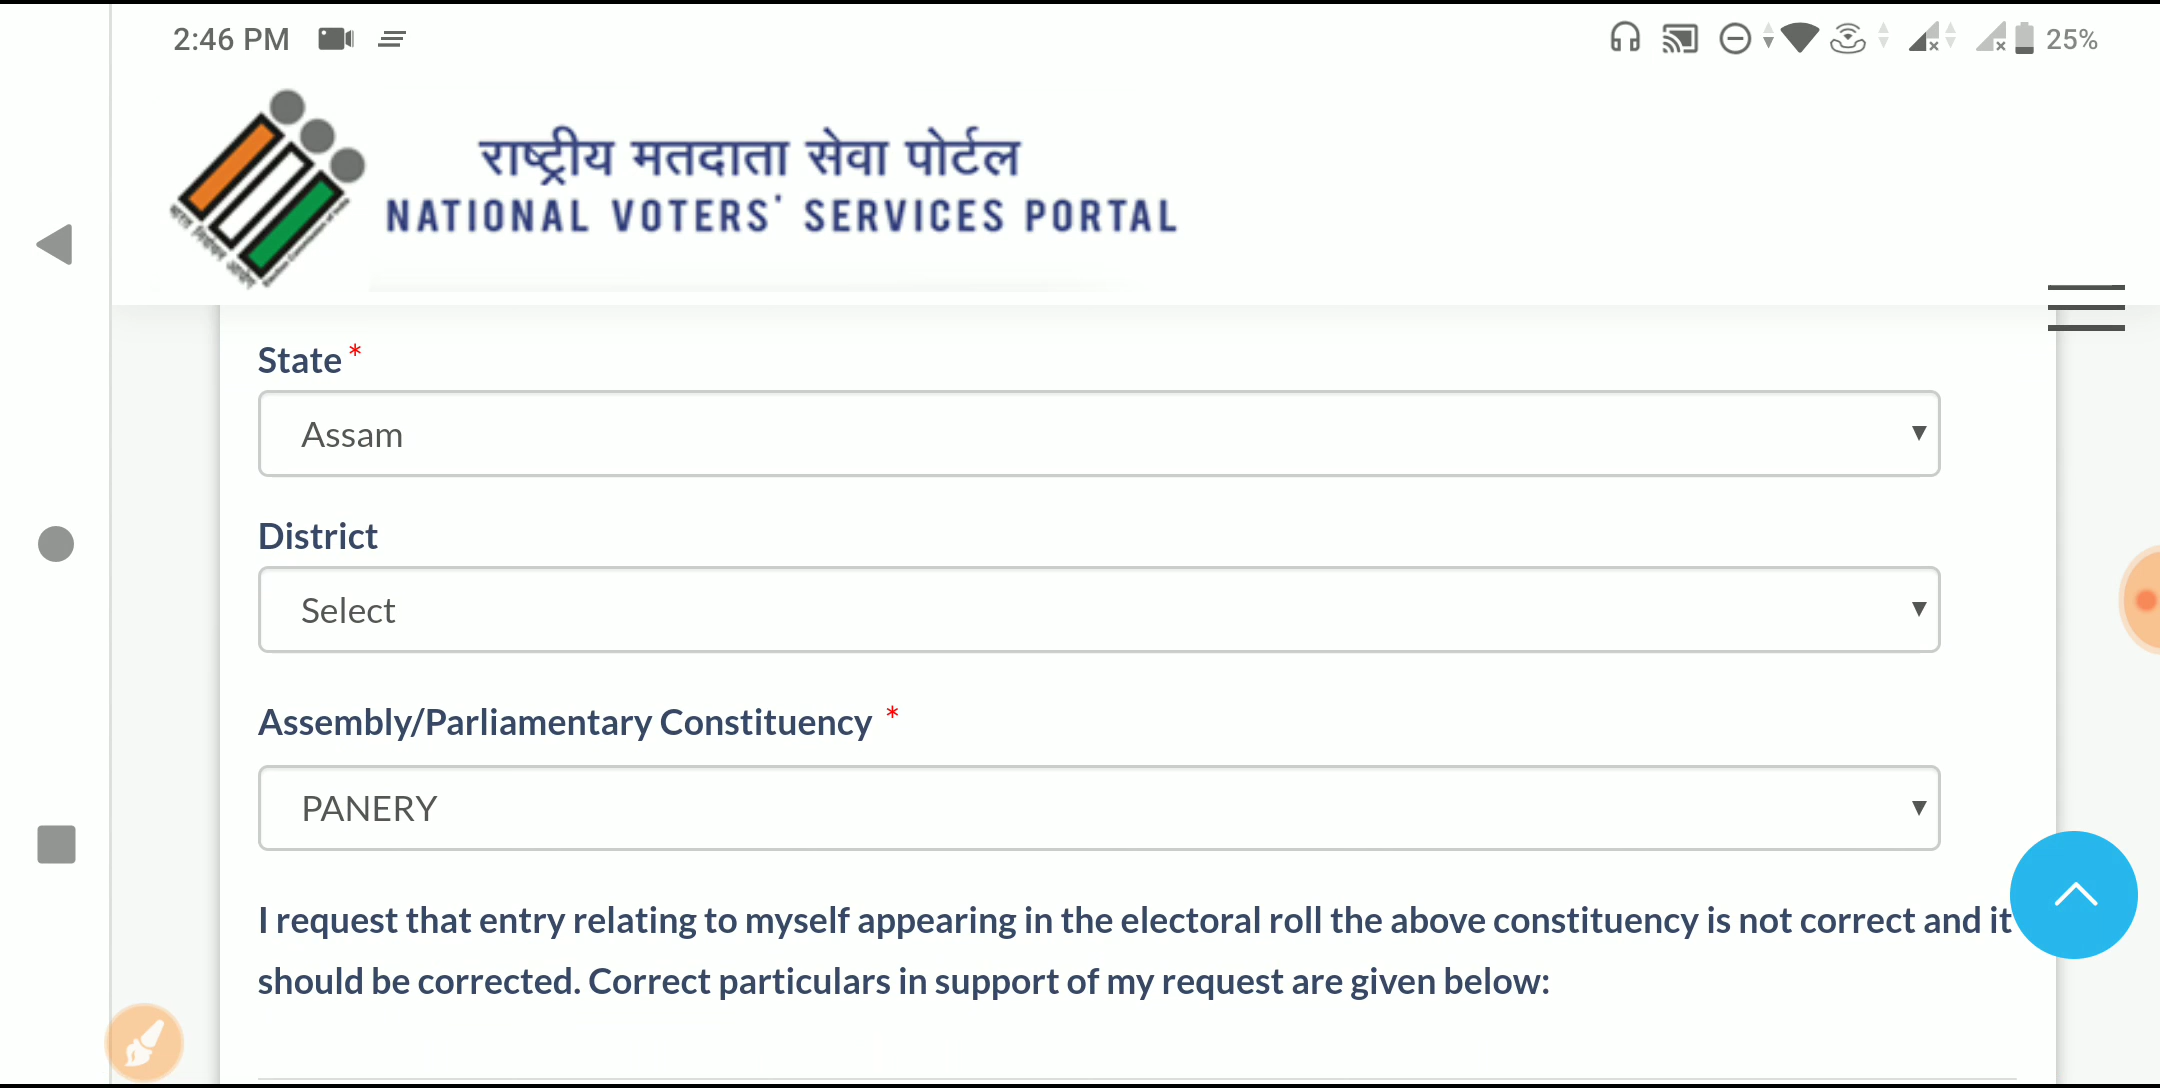 2:46 PM
25%
राष्ट्रीय मतदाता सेवा पोर्टल
NATIONAL VOTERS' SERVICES PORTAL
State *
Assam
District
Select
Assembly/Parliamentary Constituency *
PANERY
I request that entry relating to myself appearing in the electoral roll the above constituency is not correct and it
should be corrected. Correct particulars in support of my request are given below: